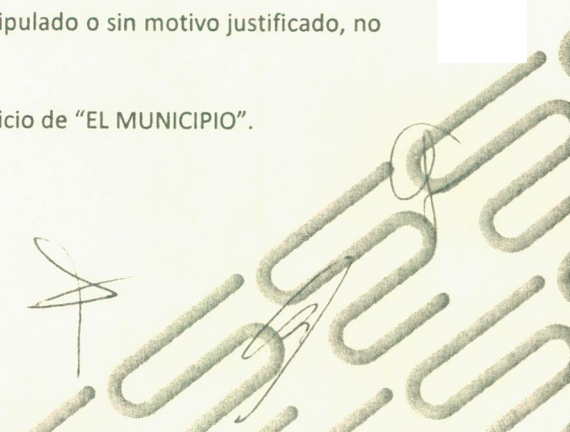 ipulado o sin motivo justificado, no
icio de “EL MUNICIPIO”.